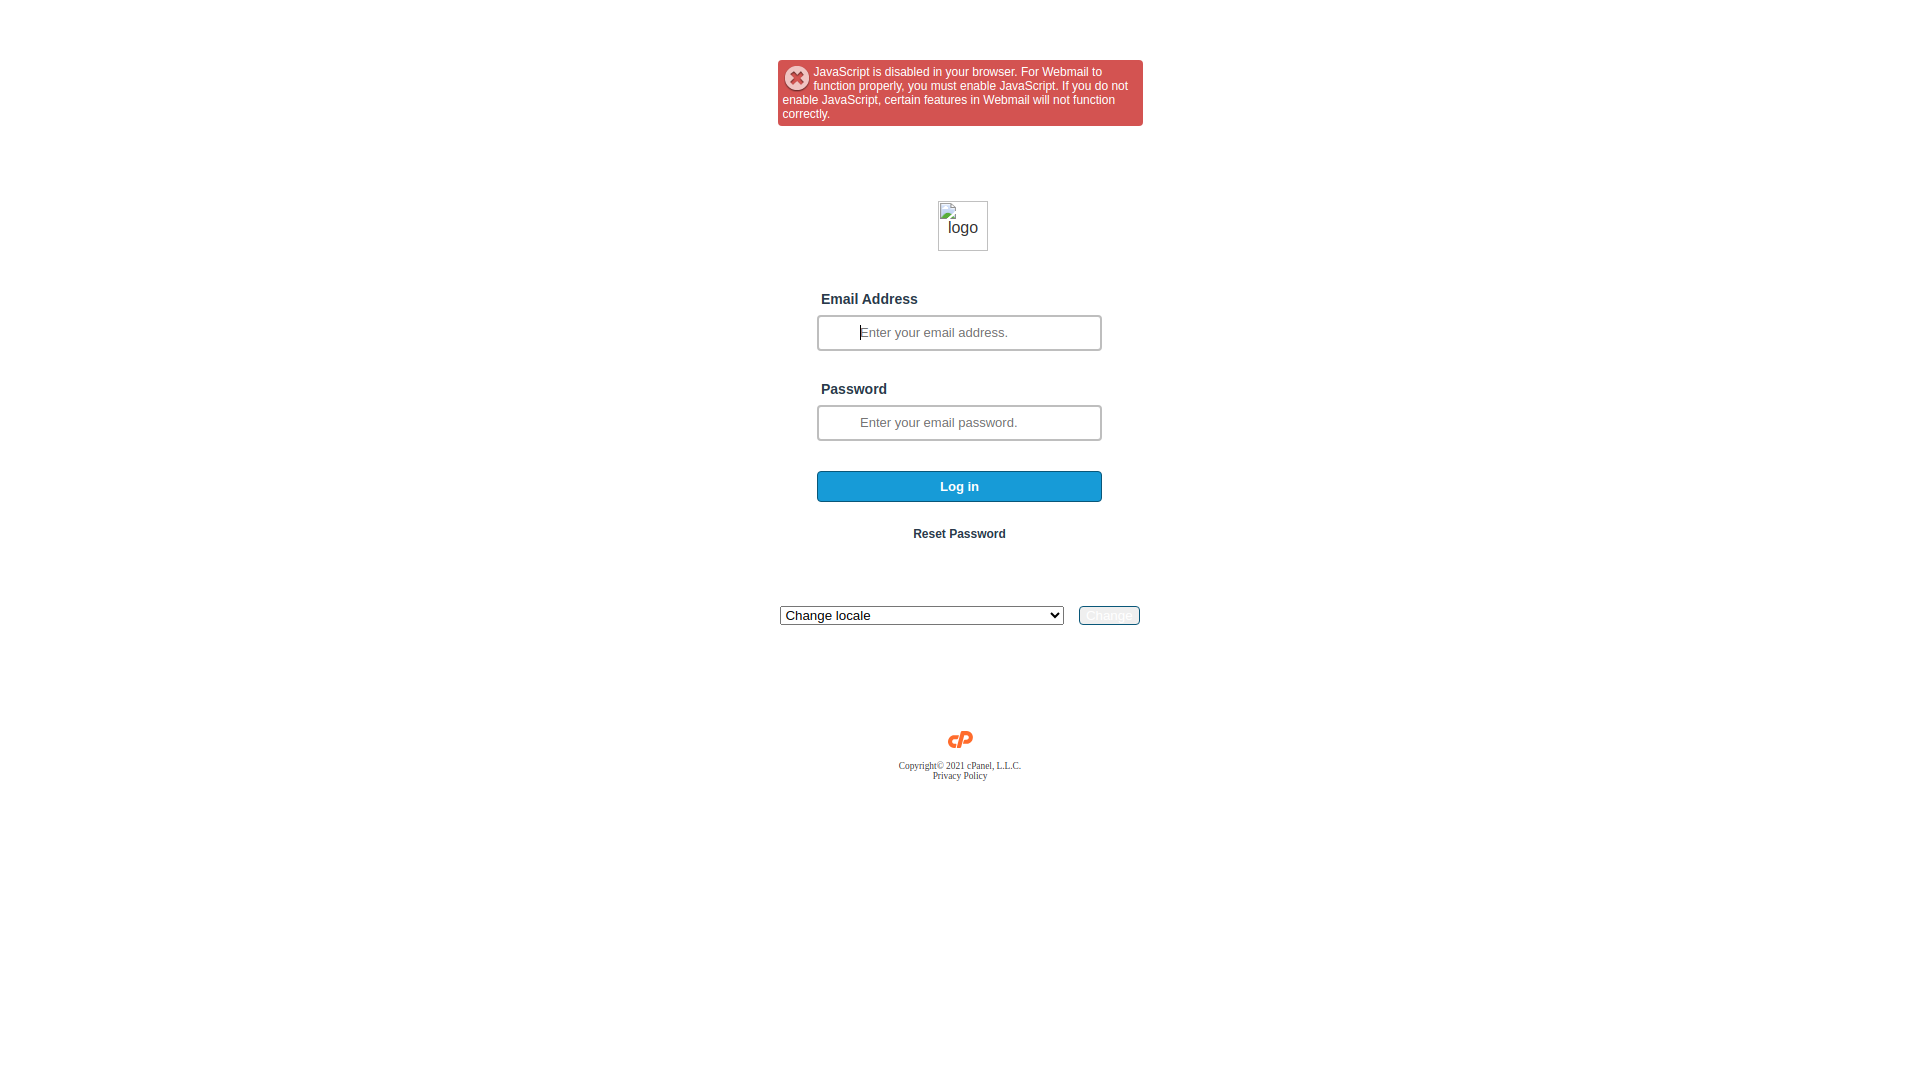 JavaScript is disabled in your browser. For Webmail to
function properly, you must enable JavaScript. If you do not
enable JavaScript, certain features in Webmail will not function
correctly.
logo
Email Address
Enter your email address.
Password
Enter your email password.
Log in
Reset Password
Change locale
Change
cP
Copyright© 2021 cPanel, L.L.C.
Privacy Policy